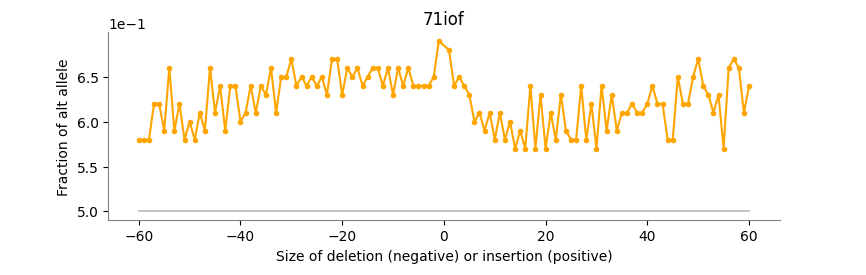 71iof
1e−1
Fraction of alt allele
6.5
6.0
5.5
5.0
−60 −40 −20 0 20 40 60
Size of deletion (negative) or insertion (positive)